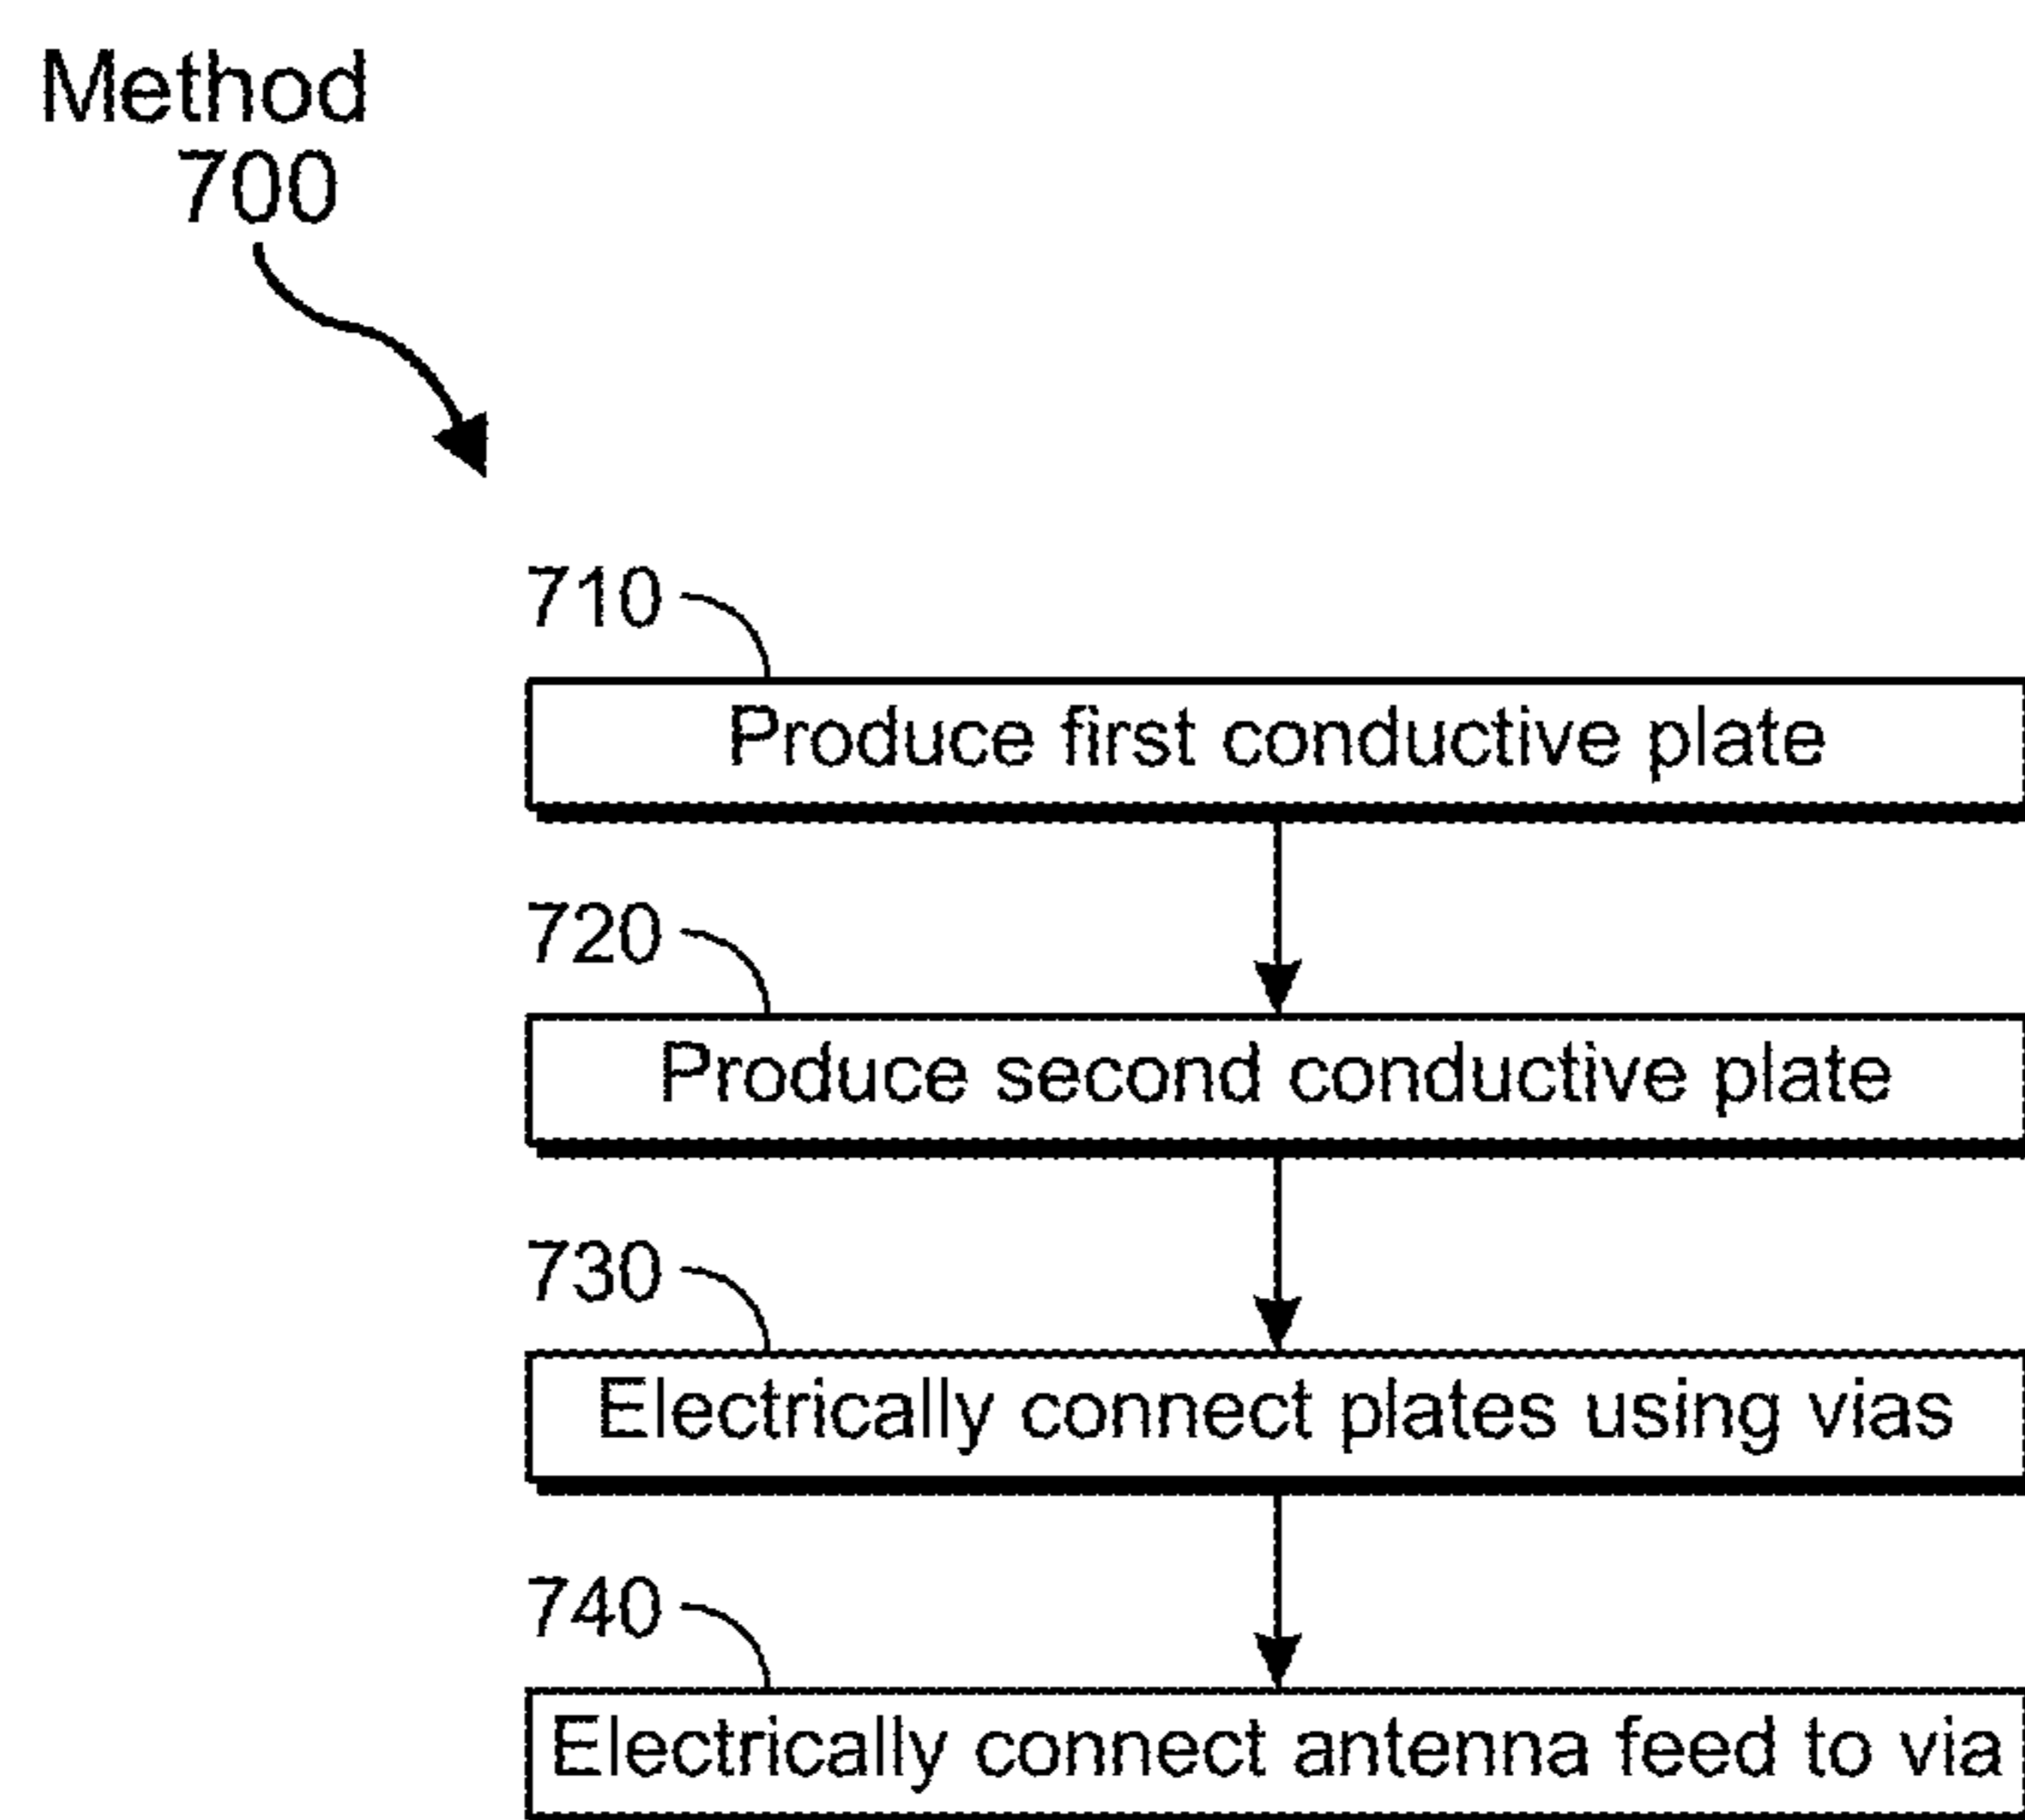 Method
700
710
Produce first conductive plate
720
Produce second conductive plate
730
Electrically connect plates using vias
740
Electrically connect antenna feed to via